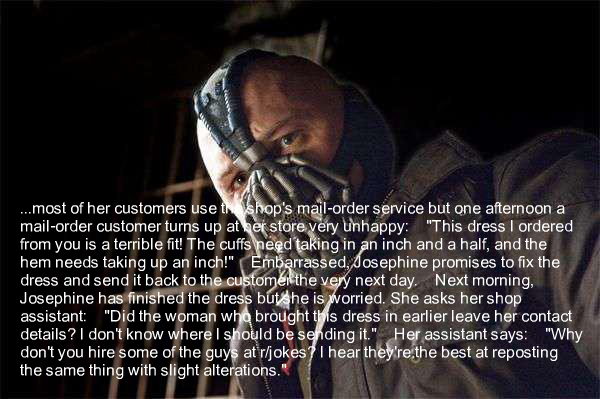 ...most of her customers use the shop's mail-order service but one afternoon a
mail-order customer turns up at her store very unhappy:    "This dress I ordered
from you is a terrible fit! The cuffs need taking in an inch and a half, and the
hem needs taking up an inch!"    Embarrassed, Josephine promises to fix the
dress and send it back to the customer the very next day.    Next morning,
Josephine has finished the dress but she is worried. She asks her shop
assistant:    "Did the woman who brought this dress in earlier leave her contact
details? I don't know where I should be sending it."    Her assistant says:    "Why
don't you hire some of the guys at r/jokes? I hear they're the best at reposting
the same thing with slight alterations."